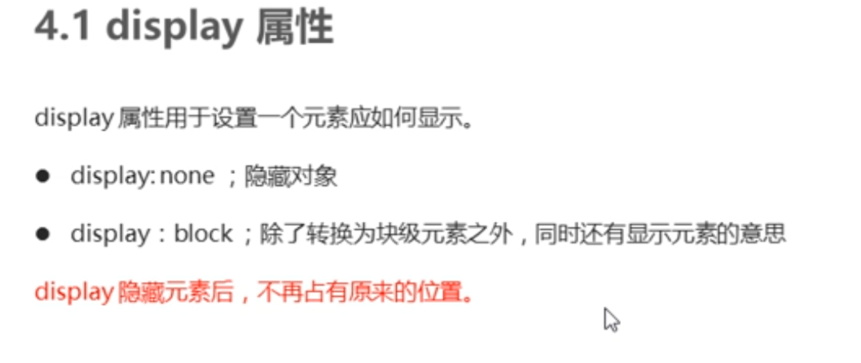 4.1 display 属性
display 属性用于设置一个元素应如何显示。
● display: none ；隐藏对象
● display：block ；除了转换为块级元素之外，同时还有显示元素的意思
display 隐藏元素后，不再占有原来的位置。